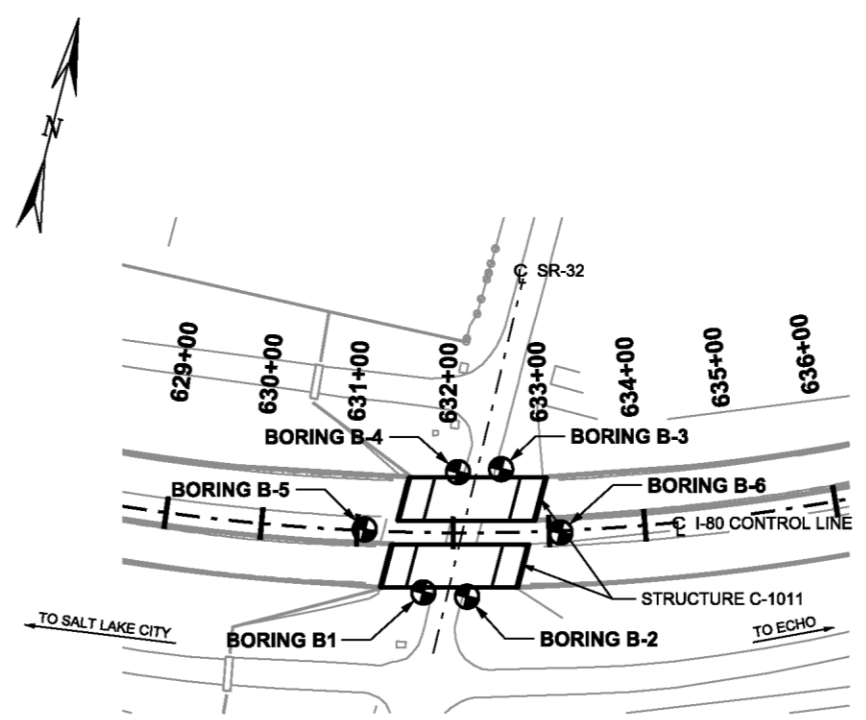 N
℄ SR-32
629+00
630+00
631+00
632+00
633+00
634+00
635+00
636+00
BORING B-4
BORING B-3
BORING B-5
BORING B-6
℄ I-80 CONTROL LINE
STRUCTURE C-1011
TO SALT LAKE CITY
BORING B1
BORING B-2
TO ECHO